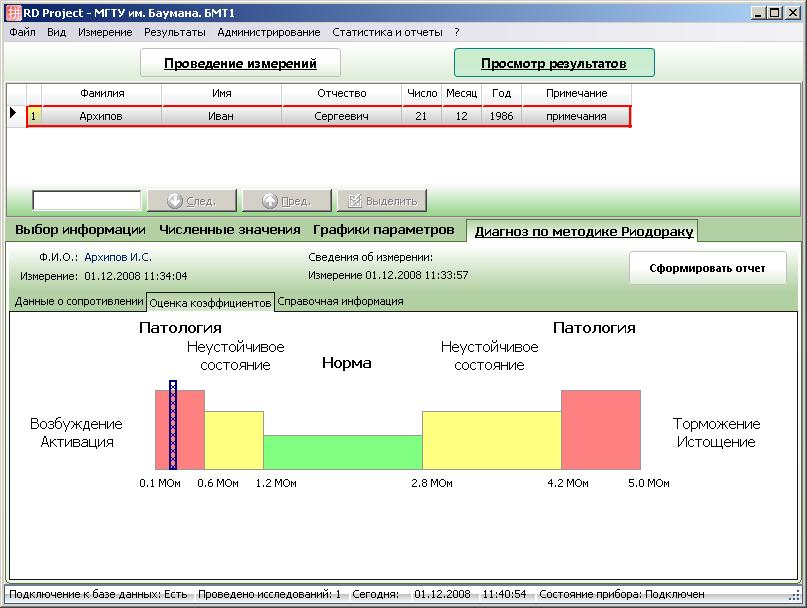 RD Project - МГТУ им. Баумана. БМТ1
Файл Вид Измерение Результаты Администрирование Статистика и отчеты ?
Проведение измерений Просмотр результатов
Фамилия Имя Отчество Число Месяц Год Примечание
1 Архипов Иван Сергеевич 21 12 1986 примечания
След. Пред. Выделить
Выбор информации Численные значения Графики параметров Диагноз по методике Риодораку
Ф.И.О.: Архипов И.С. Сведения об измерении:
Сформировать отчет
Измерение: 01.12.2008 11:34:04 Измерение 01.12.2008 11:33:57
Данные о сопротивлении Оценка коэффициентов Справочная информация
Патология Патология
Неустойчивое Неустойчивое
состояние Норма состояние
Возбуждение Торможение
Активация Истощение
0.1 МОм 0.6 МОм 1.2 МОм 2.8 МОм 4.2 МОм 5.0 МОм
Подключение к базе данных: Есть Проведено исследований: 1 Сегодня: 01.12.2008 11:40:54 Состояние прибора: Подключен